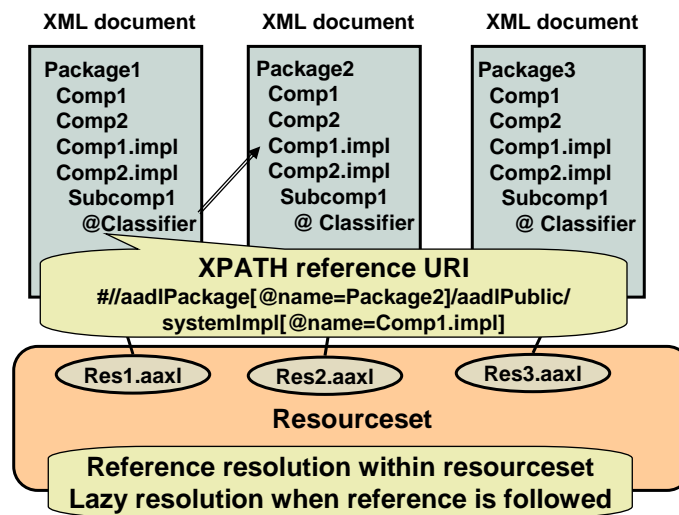 XML document
XML document
XML document
Package1
Comp1
Comp2
Comp1.impl
Comp2.impl
Subcomp1
@Classifier
Package2
Comp1
Comp2
Comp1.impl
Comp2.impl
Subcomp1
@ Classifier
Package3
Comp1
Comp2
Comp1.impl
Comp2.impl
Subcomp1
@ Classifier
XPATH reference URI
#//aadlPackage[@name=Package2]/aadlPublic/
systemImpl[@name=Comp1.impl]
Res1.aaxl
Res2.aaxl
Res3.aaxl
Resourceset
Reference resolution within resourceset
Lazy resolution when reference is followed